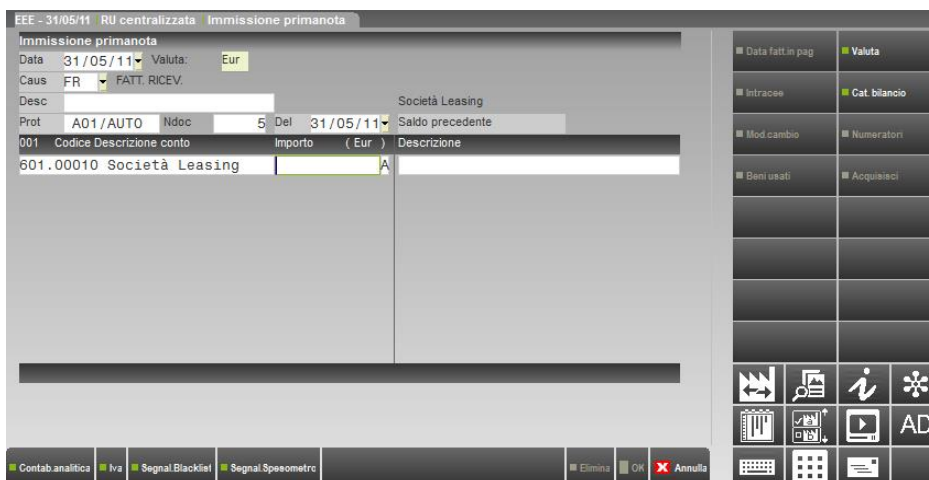 EEE - 31/05/11 RU centralizzata Immissione primanota
Immissione primanota
Data 31/05/11 Valuta: Eur
Caus FR FATT. RICEV.
Desc Società Leasing
Prot A01/AUTO Ndoc 5 Del 31/05/11 Saldo precedente
001 Codice Descrizione conto Importo (Eur ) Descrizione
601.00010 Società Leasing A
Data fatt.in pag Valuta
Intracee Cat. bilancio
Mod.cambio Numeratori
Beni usati Acquisisci
AD
Contab.analitica Iva Segnal.Blacklist Segnal.Spesometro Elimina OK Annulla